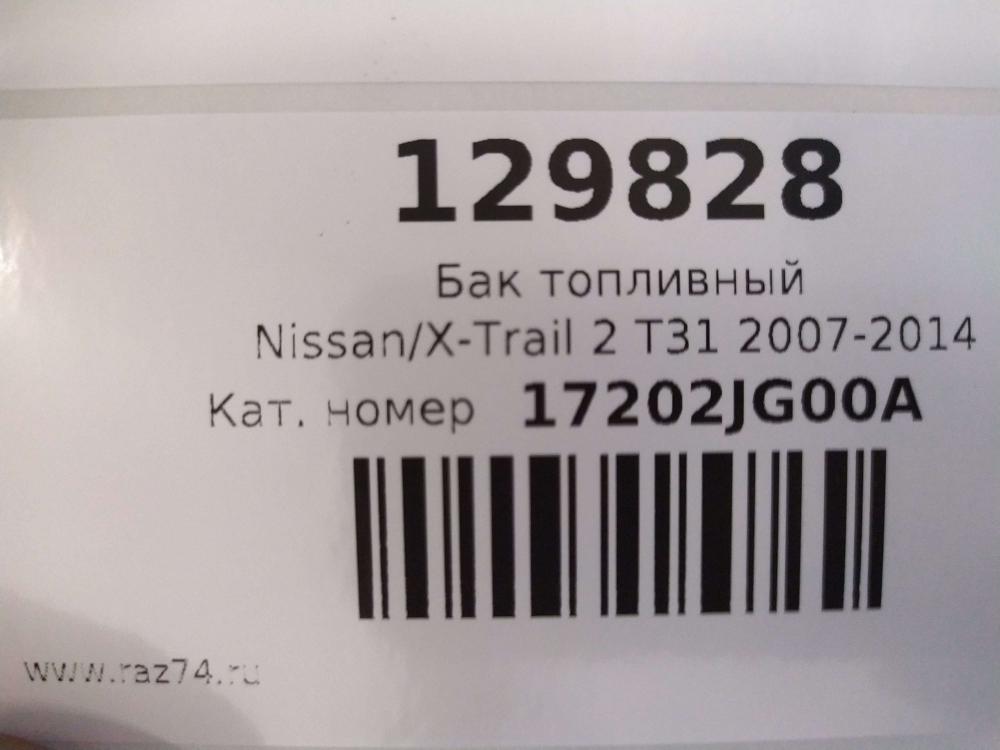 129828
Бак топливный
Nissan/X-Trail 2 T31 2007-2014
Кат. номер 17202JG00A
www.raz74.ru